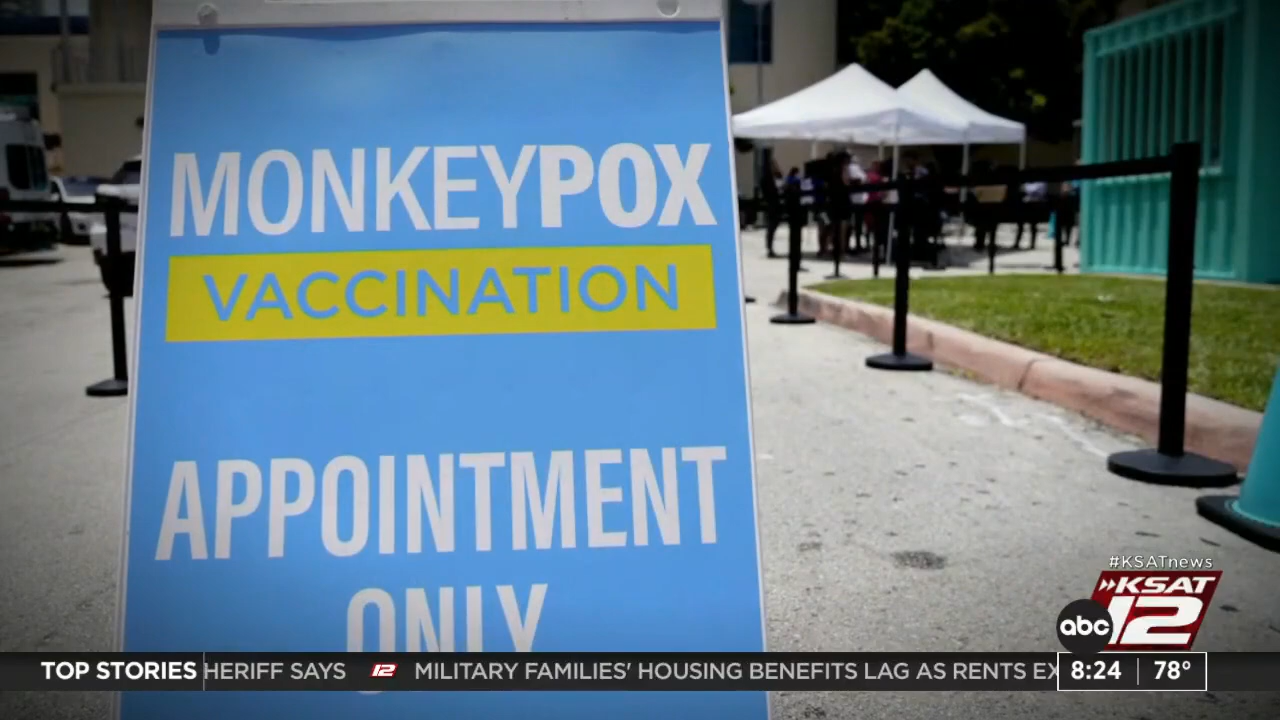 MONKEYPOX
VACCINATION
APPOINTMENT
ONLY
#KSATnews
KSAT
abc 12
TOP STORIES HERIFF SAYS 12 MILITARY FAMILIES' HOUSING BENEFITS LAG AS RENTS EX 8:24 78°